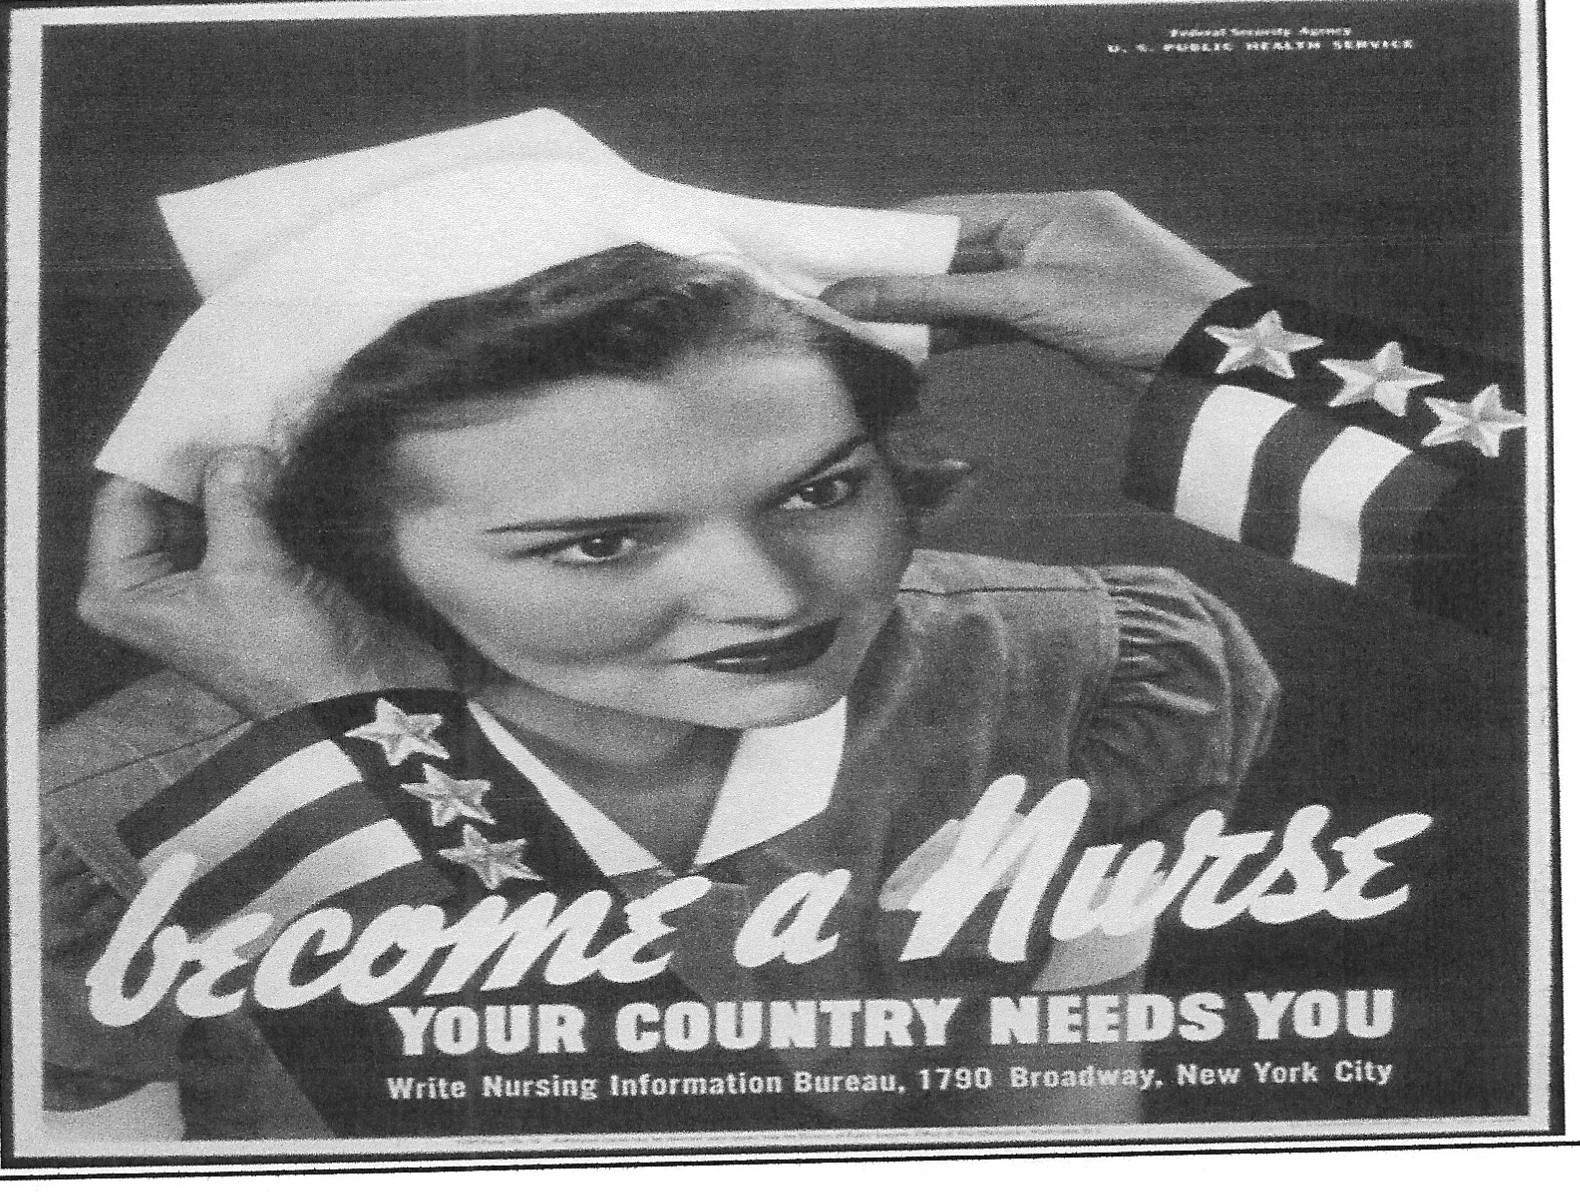 Federal Security Agency
U. S. PUBLIC HEALTH SERVICE
become a Nurse
YOUR COUNTRY NEEDS YOU
Write Nursing Information Bureau, 1790 Broadway, New York City